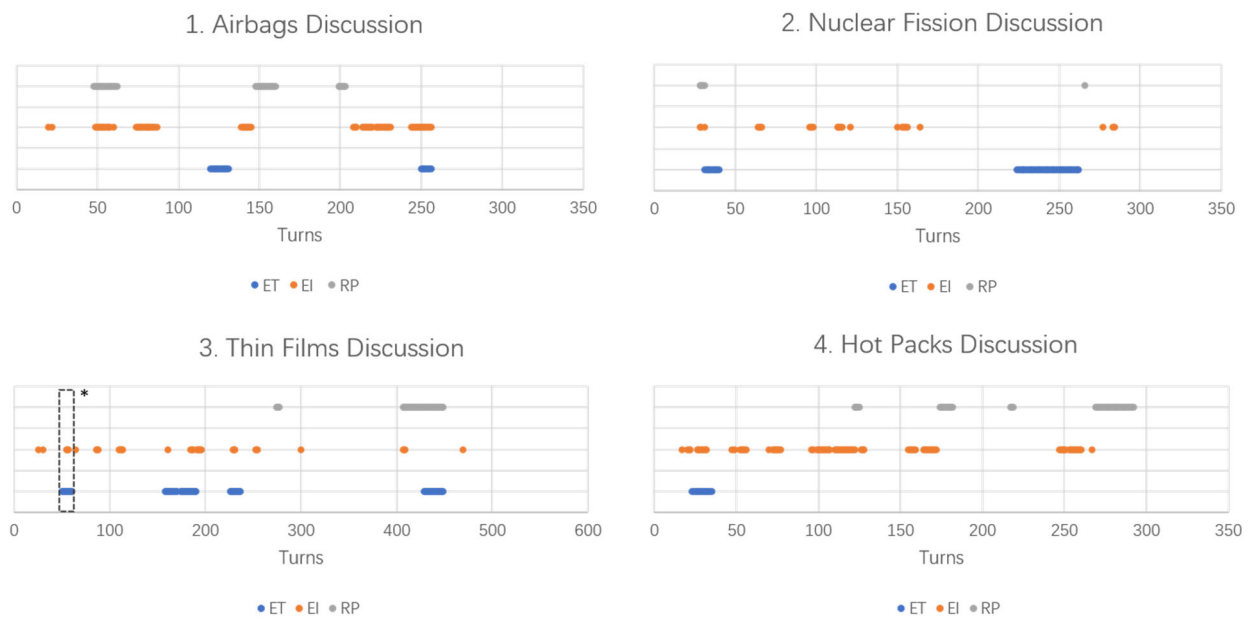 1. Airbags Discussion
0 50 100 150 200 250 300 350
Turns
ET EI RP
2. Nuclear Fission Discussion
0 50 100 150 200 250 300 350
Turns
ET EI RP
3. Thin Films Discussion
*
0 100 200 300 400 500 600
Turns
ET EI RP
4. Hot Packs Discussion
0 50 100 150 200 250 300 350
Turns
ET EI RP